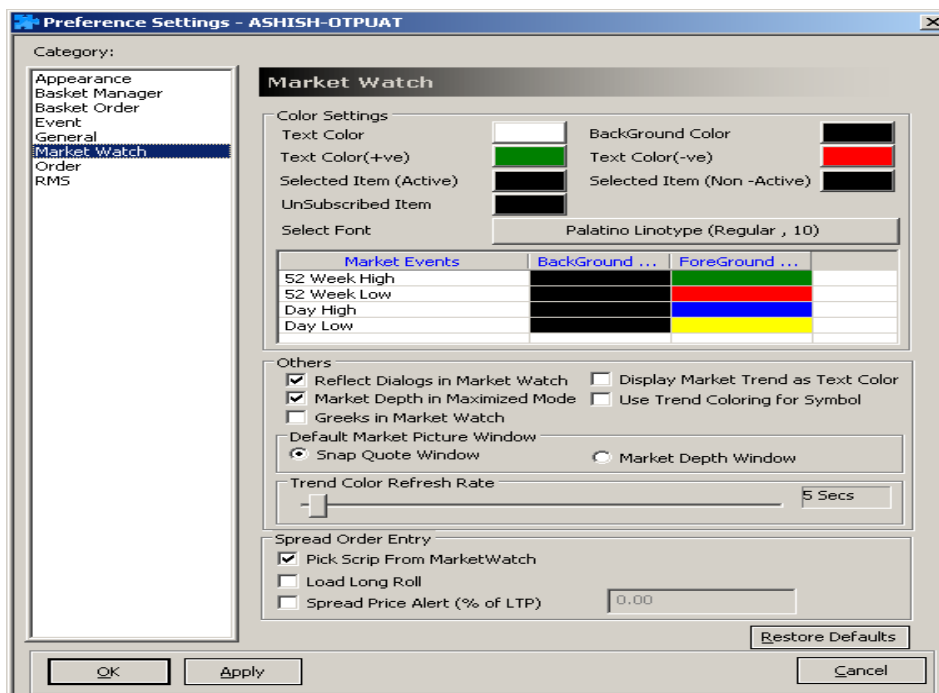 Preference Settings - ASHISH-OTPUAT
Category:
Appearance
Basket Manager
Basket Order
Event
General
Market Watch
Order
RMS
Market Watch
Color Settings
Text Color
BackGround Color
Text Color(+ve)
Text Color(-ve)
Selected Item (Active)
Selected Item (Non -Active)
UnSubscribed Item
Select Font
Palatino Linotype (Regular , 10)
Market Events BackGround ... ForeGround ...
52 Week High
52 Week Low
Day High
Day Low
Others
Reflect Dialogs in Market Watch
Display Market Trend as Text Color
Market Depth in Maximized Mode
Use Trend Coloring for Symbol
Greeks in Market Watch
Default Market Picture Window
Snap Quote Window
Market Depth Window
Trend Color Refresh Rate
5 Secs
Spread Order Entry
Pick Scrip From MarketWatch
Load Long Roll
Spread Price Alert (% of LTP)
0.00
Restore Defaults
OK
Apply
Cancel